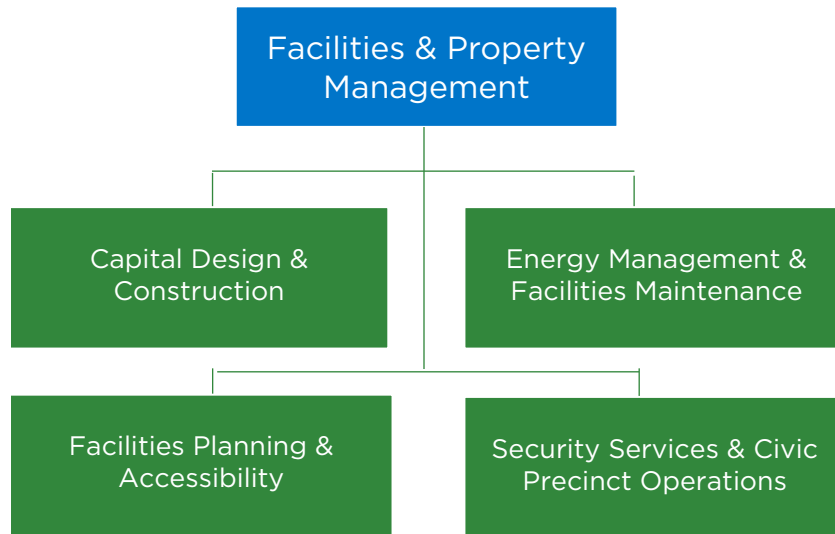 Facilities & Property
Management
Capital Design &
Construction
Energy Management &
Facilities Maintenance
Facilities Planning &
Accessibility
Security Services & Civic
Precinct Operations